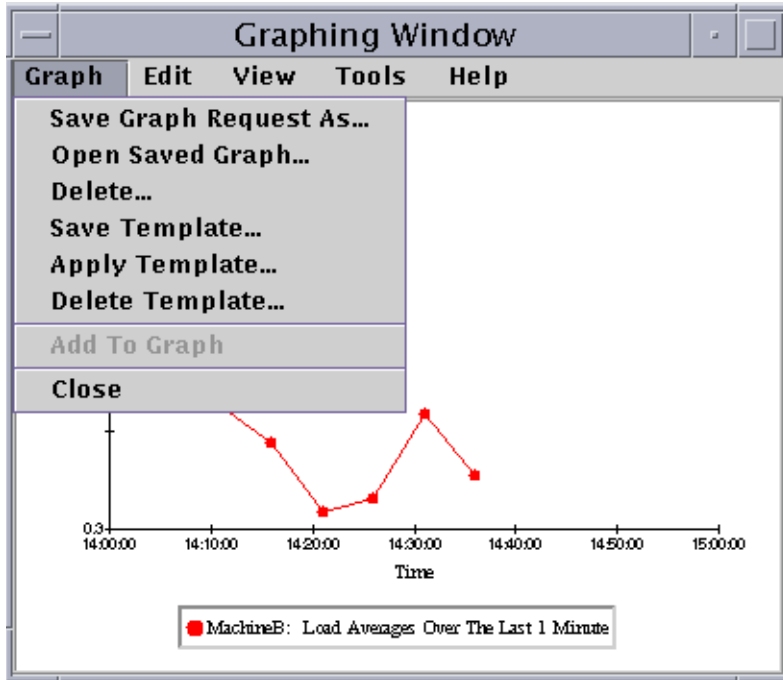 Graphing Window
Graph Edit View Tools Help
Save Graph Request As...
Open Saved Graph...
Delete...
Save Template...
Apply Template...
Delete Template...
Add To Graph
Close
0.3
14:00:00 14:10:00 14:20:00 14:30:00 14:40:00 14:50:00 15:00:00
Time
MachineB: Load Averages Over The Last 1 Minute